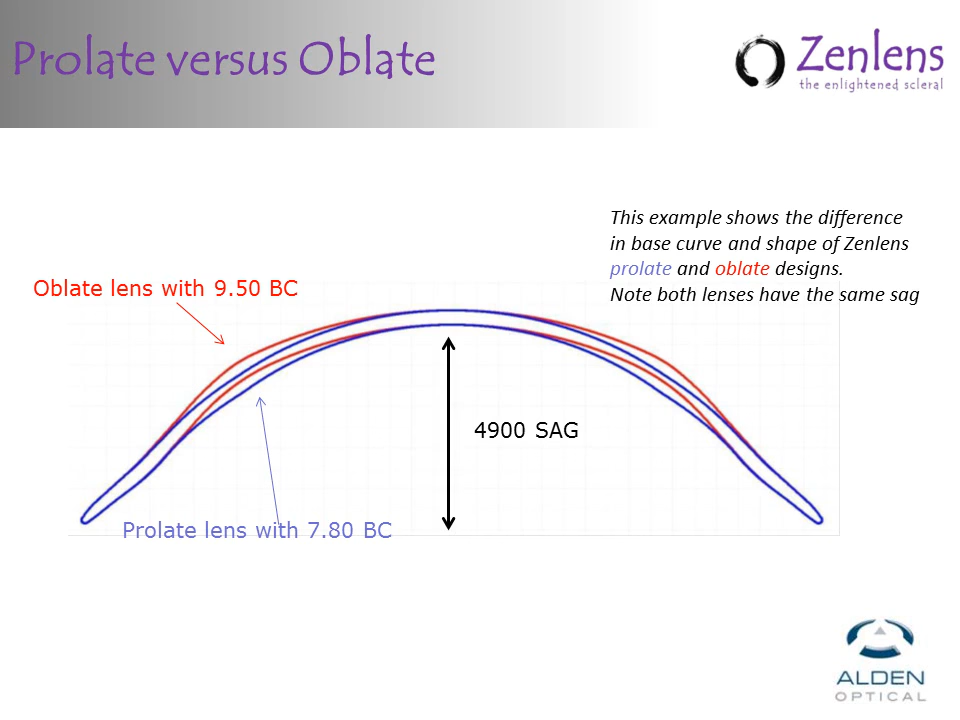 Prolate versus Oblate
Zenlens
the enlightened scleral
This example shows the difference
in base curve and shape of Zenlens
prolate and oblate designs.
Note both lenses have the same sag
Oblate lens with 9.50 BC
4900 SAG
Prolate lens with 7.80 BC
ALDEN
OPTICAL